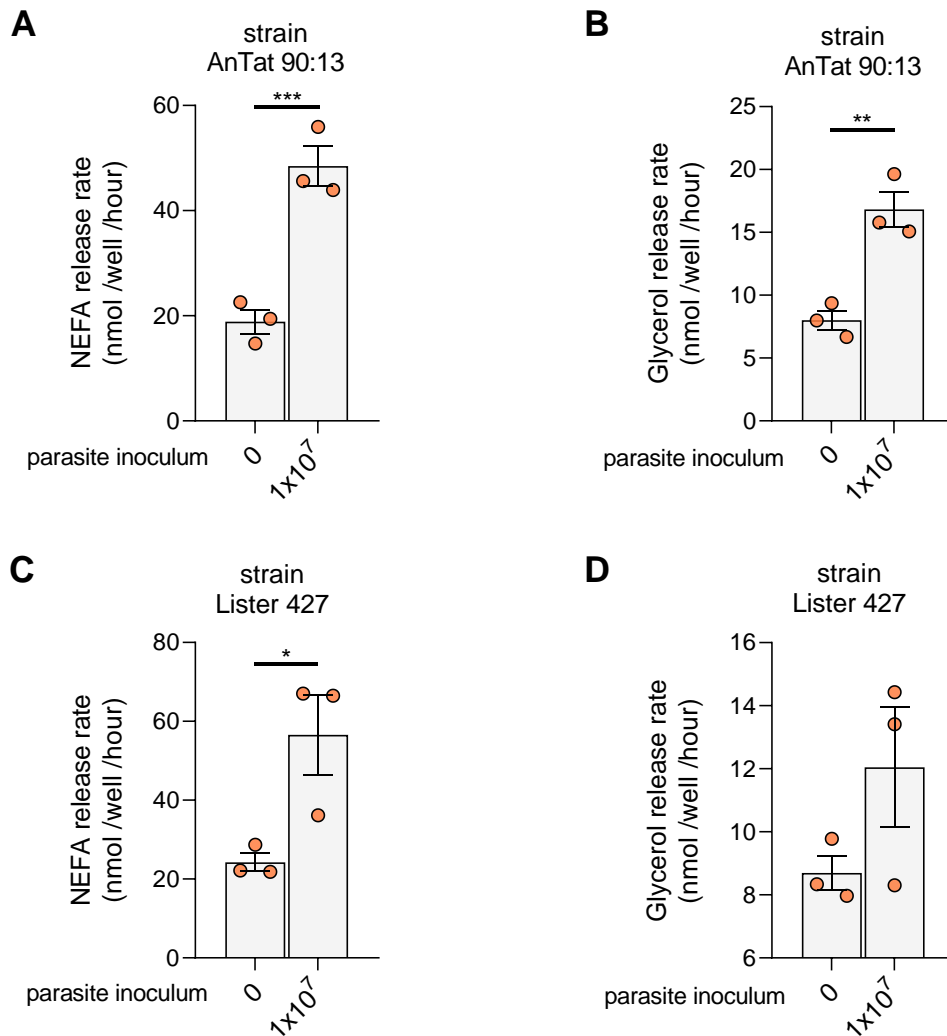 A
strain
AnTat 90:13
***
NEFA release rate
(nmol /well /hour)
60
40
20
0
parasite inoculum
0
1x10⁷
B
strain
AnTat 90:13
**
Glycerol release rate
(nmol /well /hour)
25
20
15
10
5
0
parasite inoculum
0
1x10⁷
C
strain
Lister 427
*
NEFA release rate
(nmol /well /hour)
80
60
40
20
0
parasite inoculum
0
1x10⁷
D
strain
Lister 427
Glycerol release rate
(nmol /well /hour)
16
14
12
10
8
6
parasite inoculum
0
1x10⁷